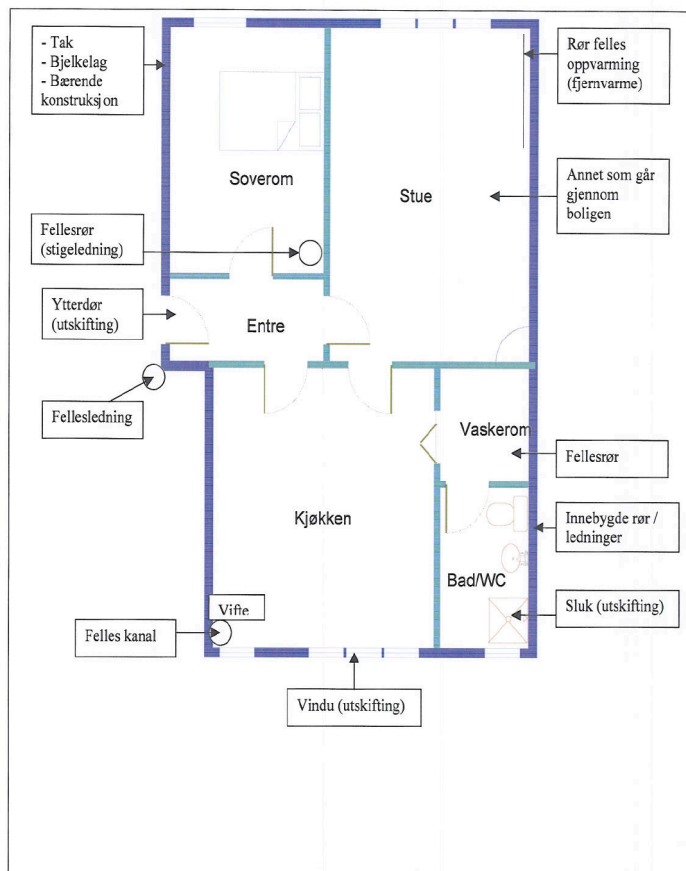 - Tak
- Bjelkelag
- Bærende
konstruksjon
Rør felles
oppvarming
(fjernvarme)
Soverom
Stue
Annet som går
gjennom
boligen
Fellesrør
(stigeledning)
Ytterdør
(utskifting)
Entre
Fellesledning
Vaskerom
Fellesrør
Kjøkken
Innebygde rør /
ledninger
Bad/WC
Vifte
Sluk (utskifting)
Felles kanal
Vindu (utskifting)